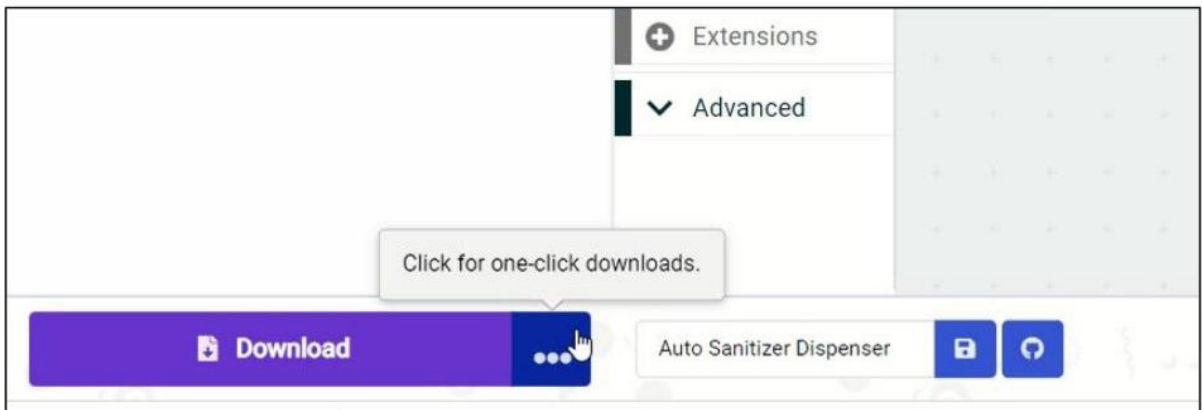 Extensions
Advanced
Click for one-click downloads.
Download
Auto Sanitizer Dispenser